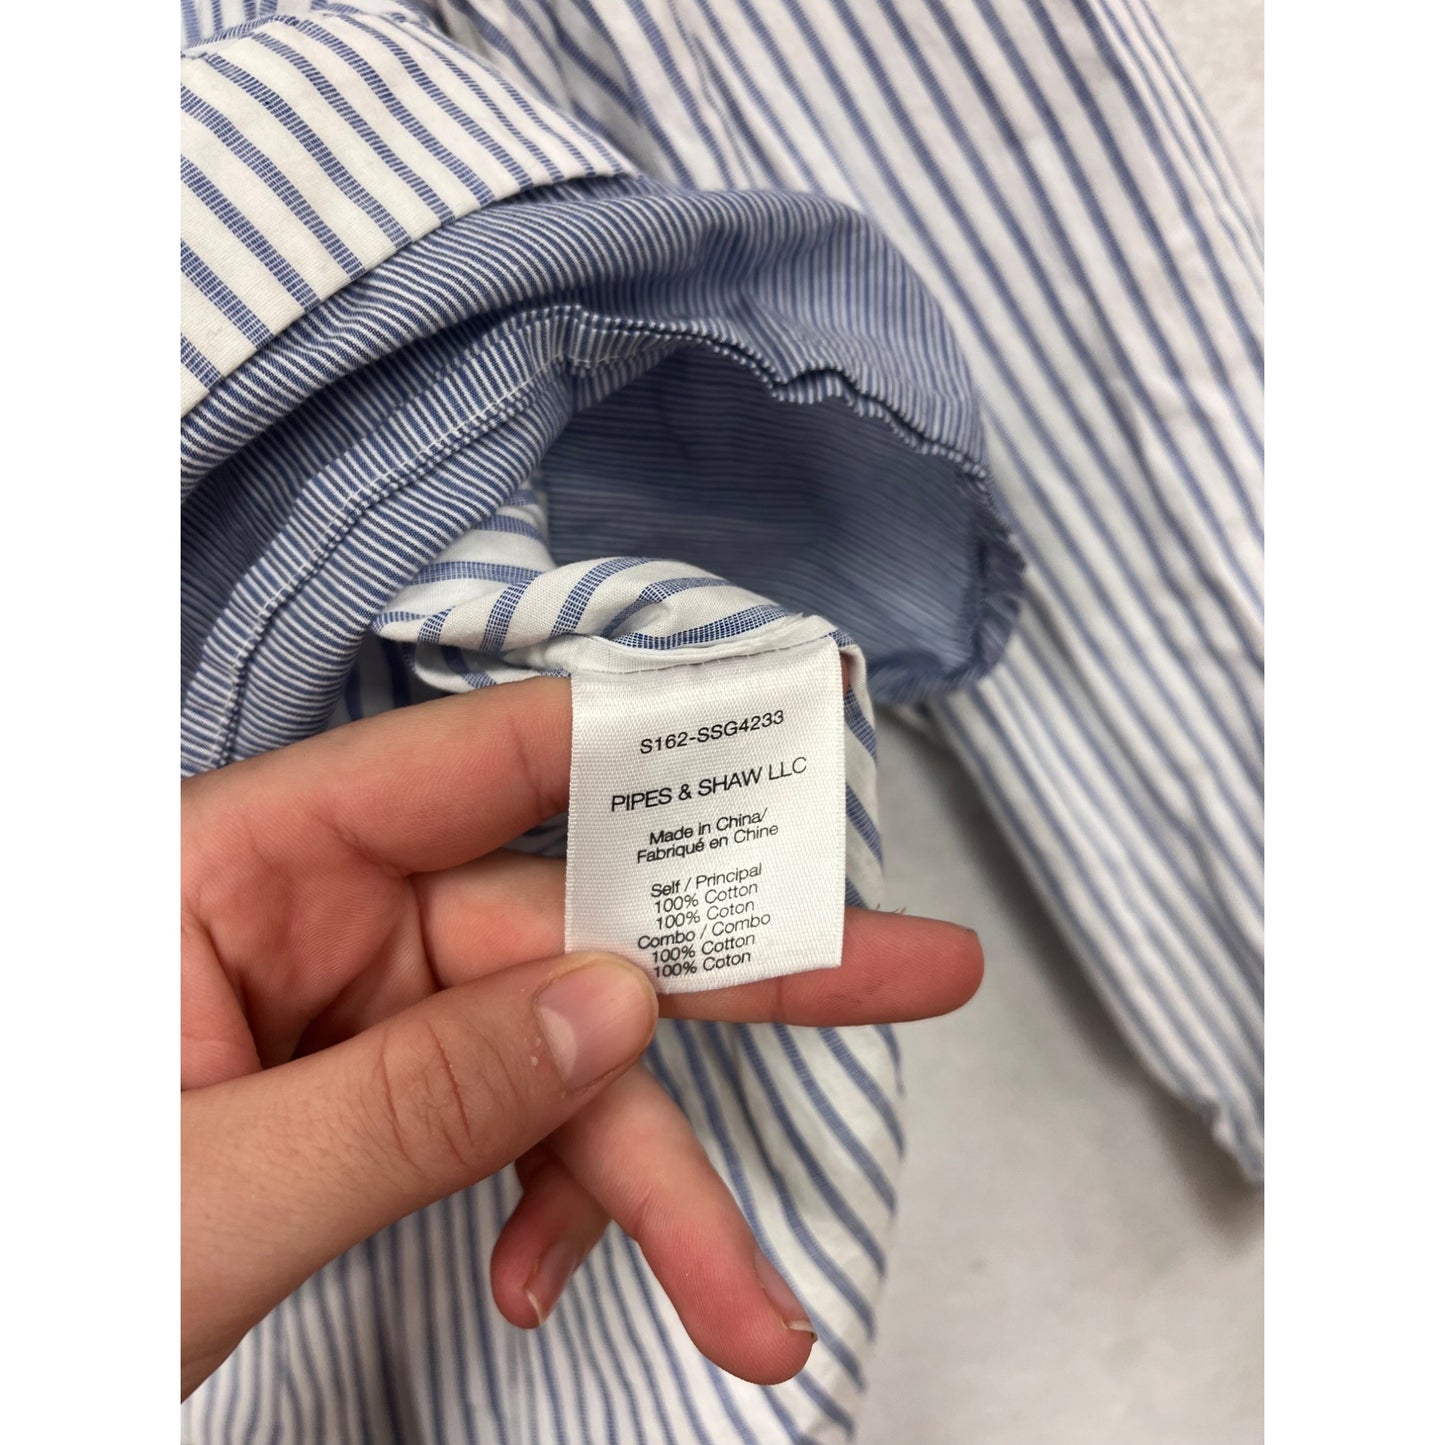 S162-SSG4233
PIPES & SHAW LLC
Made in China/
Fabriqué en Chine
Self / Principal
100% Cotton
100% Coton
Combo / Combo
100% Cotton
100% Coton